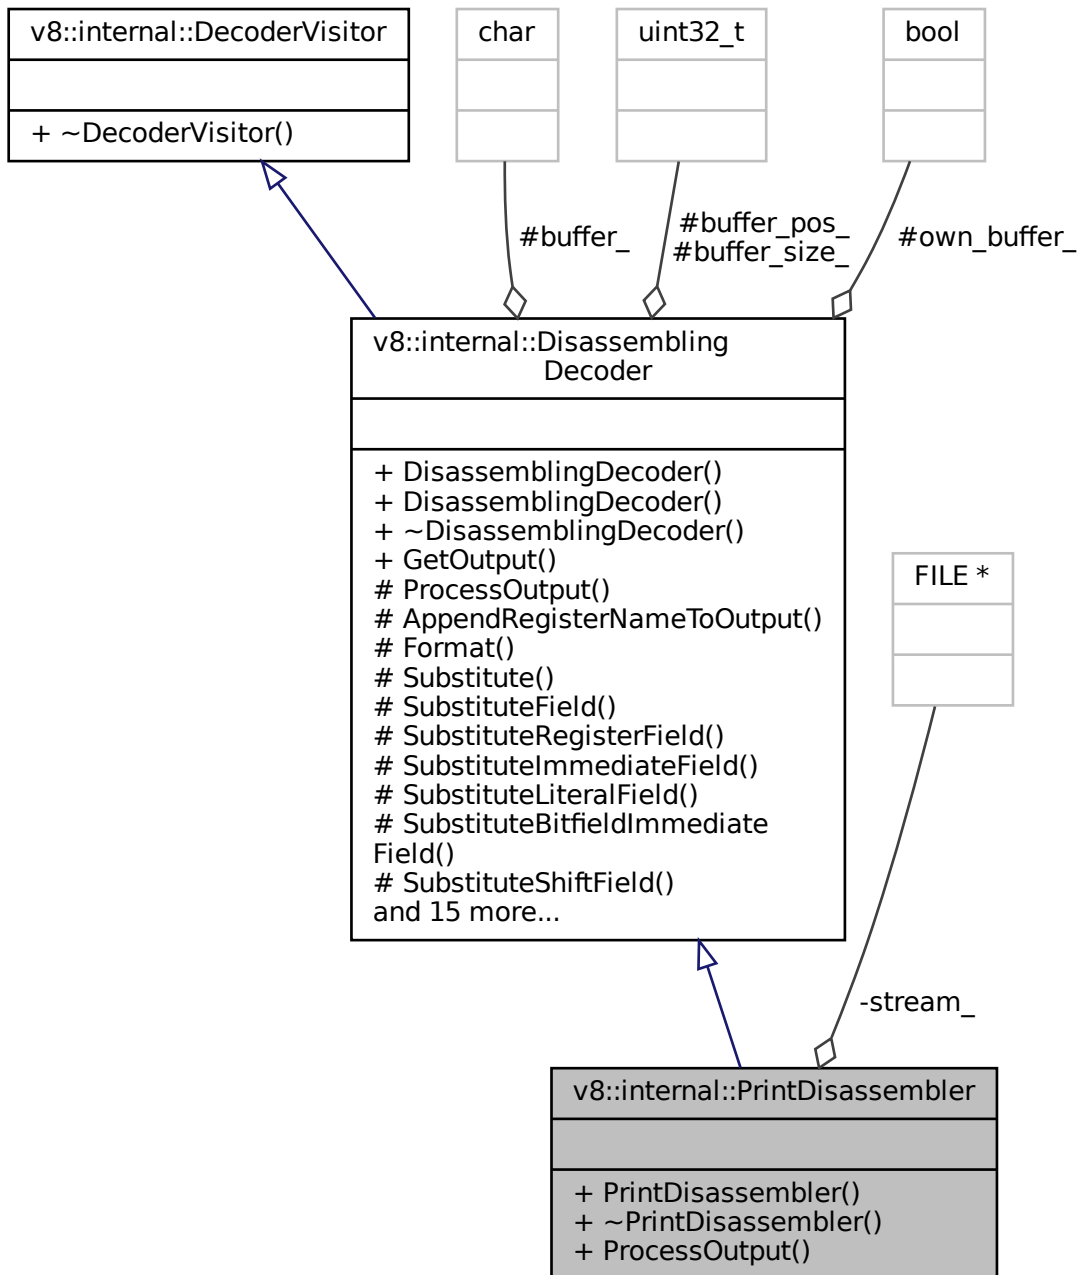 v8::internal::DecoderVisitor
+ ~DecoderVisitor()
char
uint32_t
bool
#buffer_
#buffer_pos_
#buffer_size_
#own_buffer_
v8::internal::Disassembling
Decoder
+ DisassemblingDecoder()
+ DisassemblingDecoder()
+ ~DisassemblingDecoder()
+ GetOutput()
# ProcessOutput()
# AppendRegisterNameToOutput()
# Format()
# Substitute()
# SubstituteField()
# SubstituteRegisterField()
# SubstituteImmediateField()
# SubstituteLiteralField()
# SubstituteBitfieldImmediate
Field()
# SubstituteShiftField()
and 15 more...
FILE *
-stream_
v8::internal::PrintDisassembler
+ PrintDisassembler()
+ ~PrintDisassembler()
+ ProcessOutput()